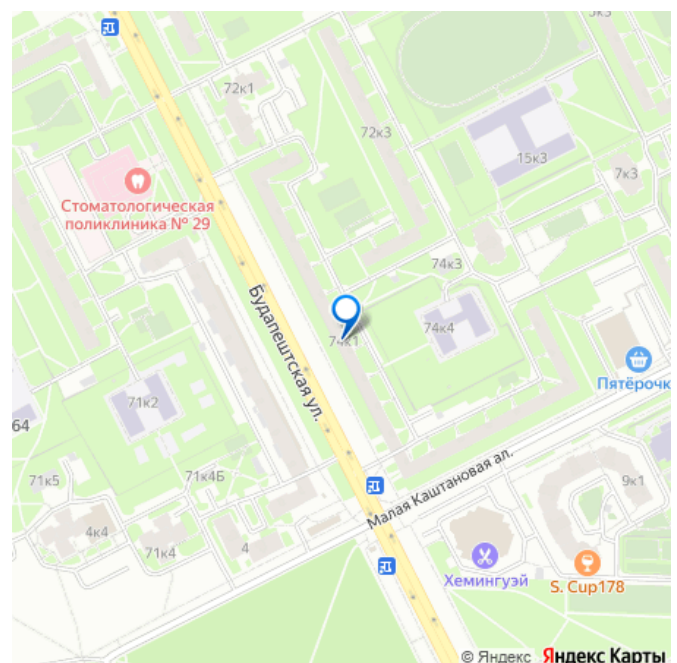 5к3
72к1
72к3
15к3
7к3
Стоматологическая
поликлиника № 29
74к3
Будапештская ул.
74к1
74к4
Пятёрочк
71к2
64
71к5
71к4Б
Малая Каштановая ал.
9к1
4к4
71к4
4
Хемингуэй
S. Cup178
© Яндекс Яндекс Карты